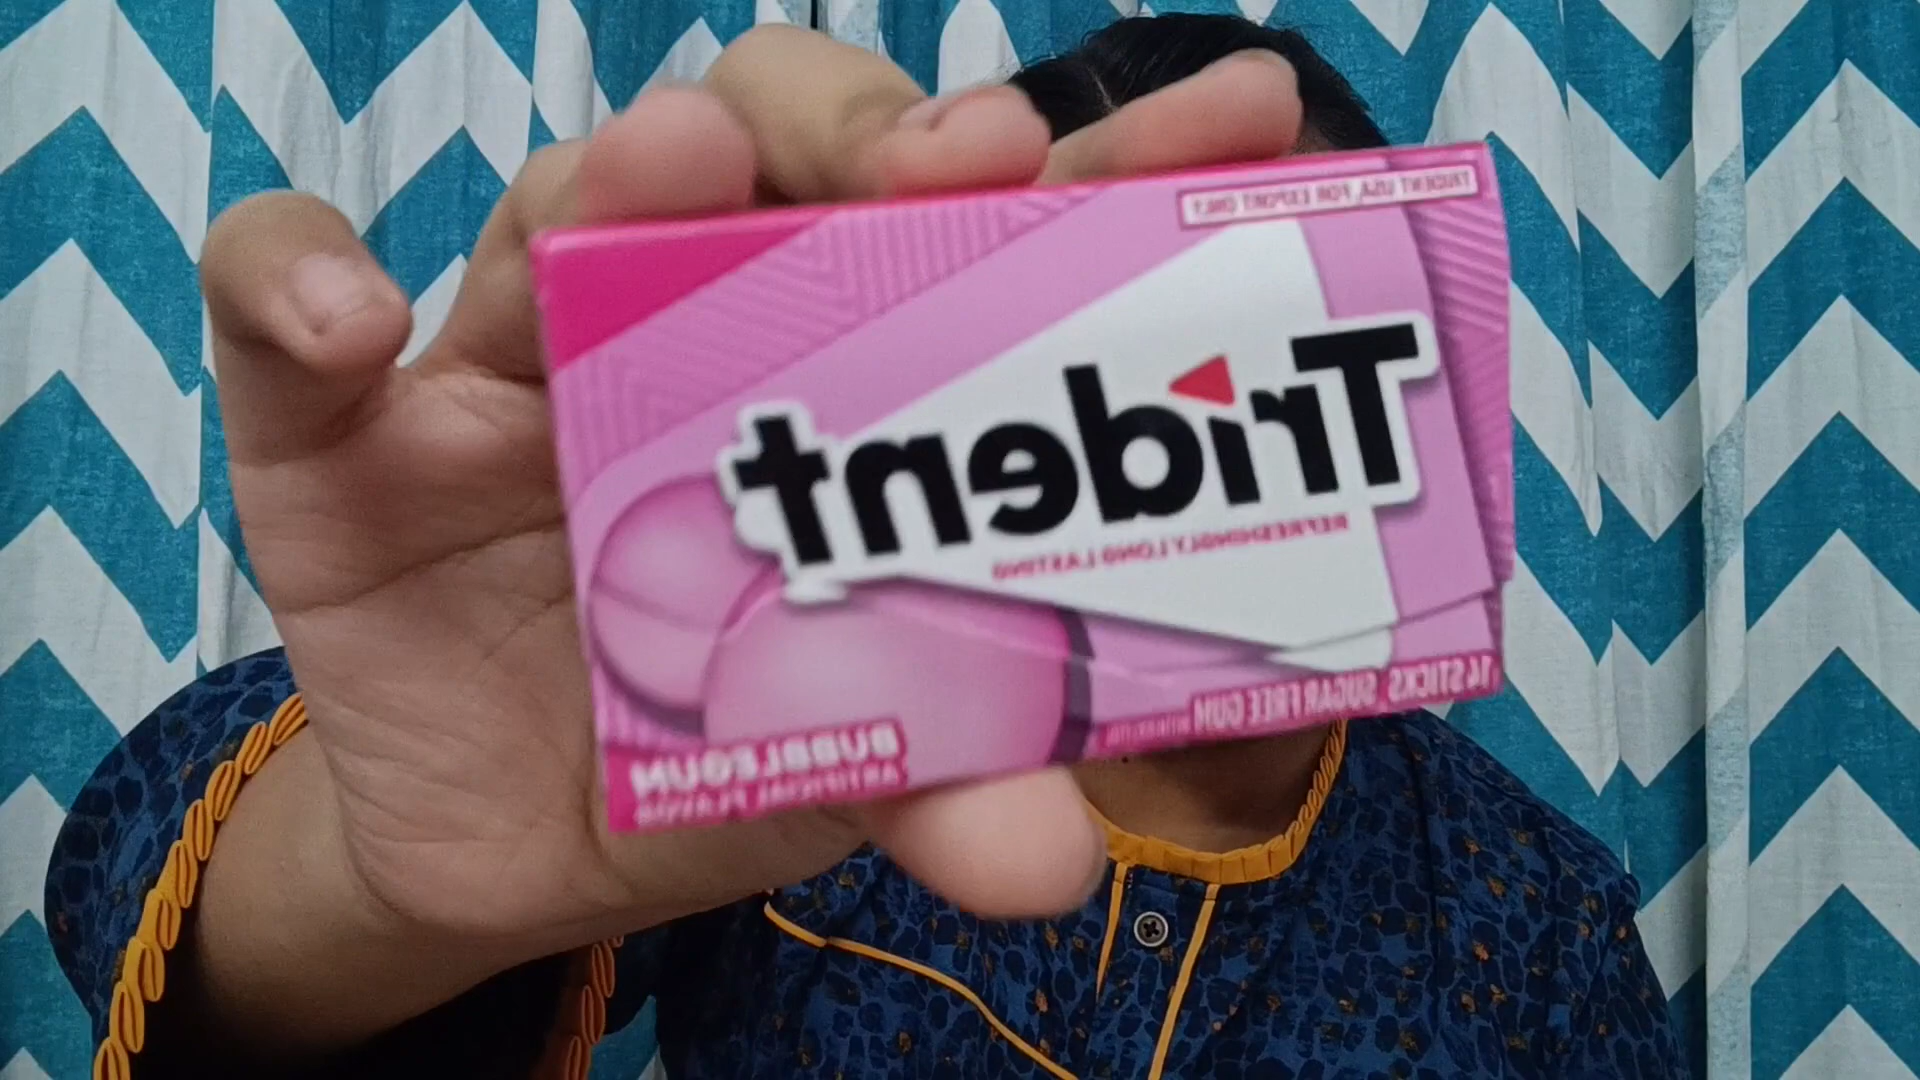 TRIDENT USA, FOR EXPORT ONLY
Trident
REFRESHINGLY LONG LASTING
14 STICKS SUGAR FREE GUM
BUBBLEGUM
ARTIFICIAL FLAVOR